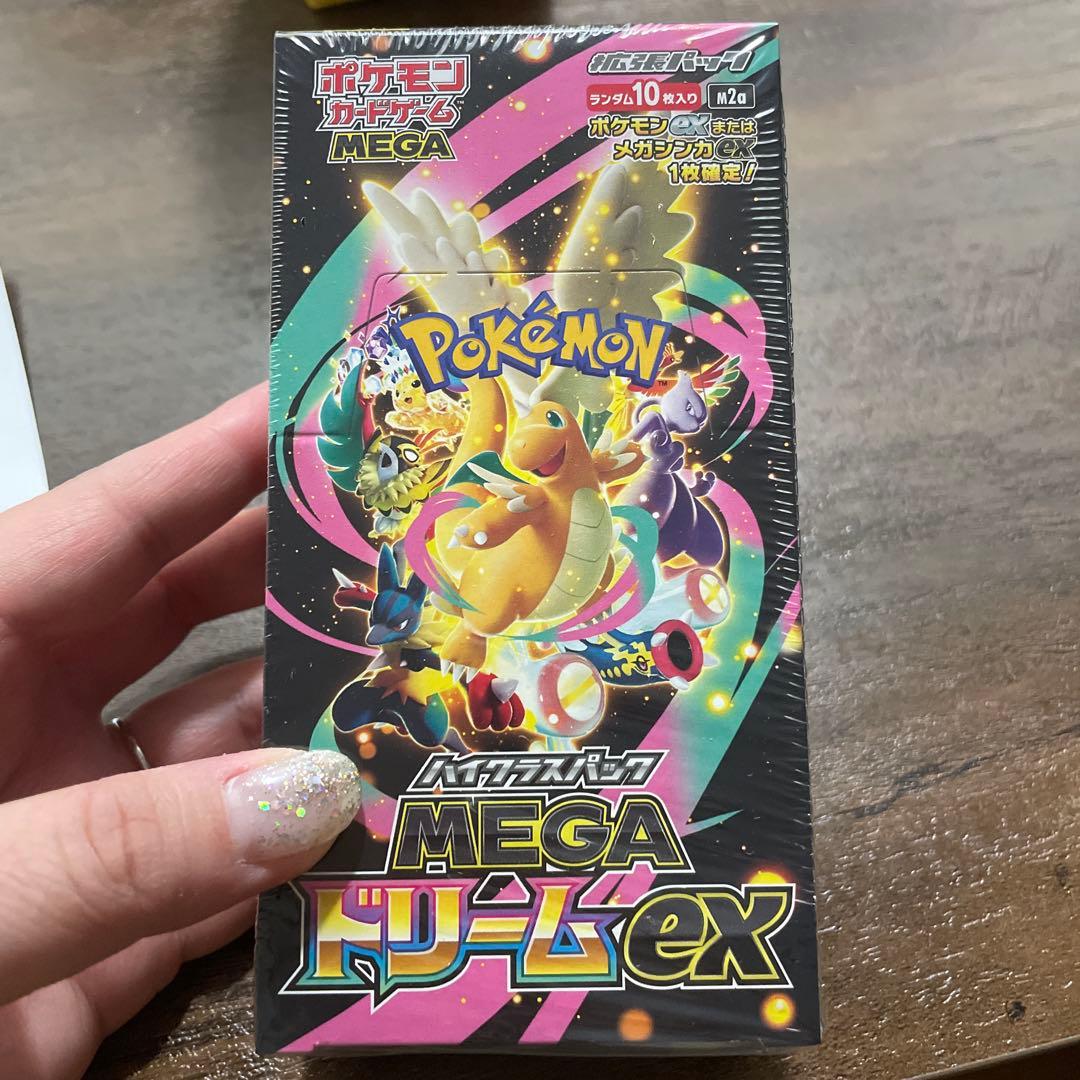 ポケモン
カードゲーム™
MEGA
拡張パック
ランダム10枚入り M2a
ポケモンexまたは
メガシンカex
1枚確定!
POKéMON™
ハイクラスパック
MEGA
ドリームex